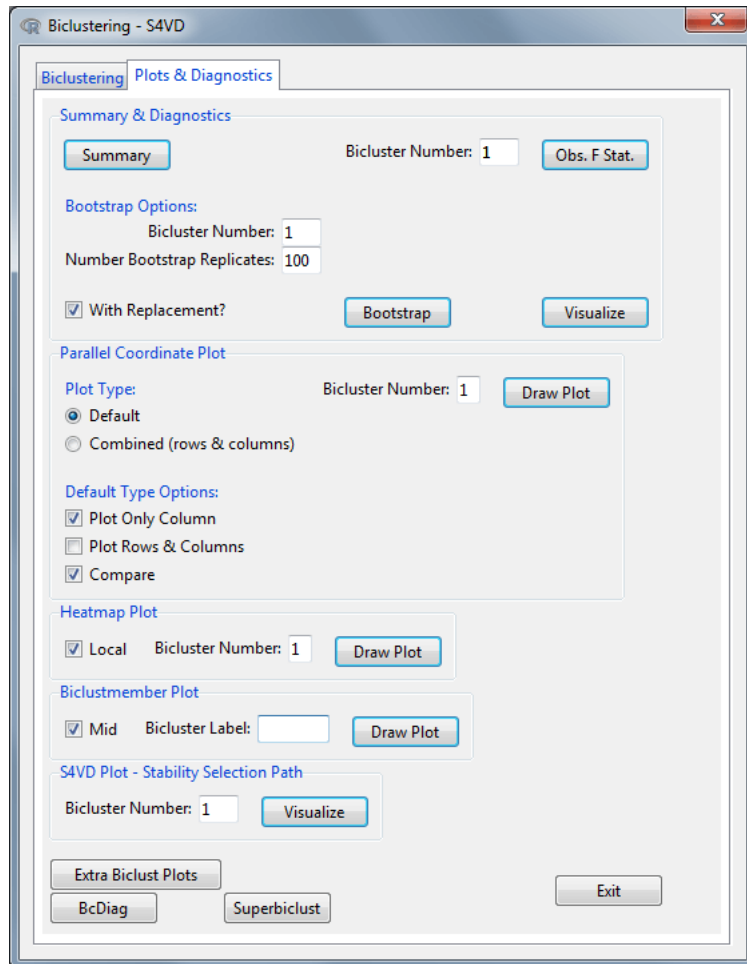 Biclustering - S4VD
Biclustering Plots & Diagnostics
Summary & Diagnostics
Summary Bicluster Number: 1 Obs. F Stat.
Bootstrap Options:
Bicluster Number: 1
Number Bootstrap Replicates: 100
With Replacement? Bootstrap Visualize
Parallel Coordinate Plot
Plot Type: Bicluster Number: 1 Draw Plot
Default
Combined (rows & columns)
Default Type Options:
Plot Only Column
Plot Rows & Columns
Compare
Heatmap Plot
Local Bicluster Number: 1 Draw Plot
Biclustmember Plot
Mid Bicluster Label: Draw Plot
S4VD Plot - Stability Selection Path
Bicluster Number: 1 Visualize
Extra Biclust Plots
Exit
BcDiag Superbiclust